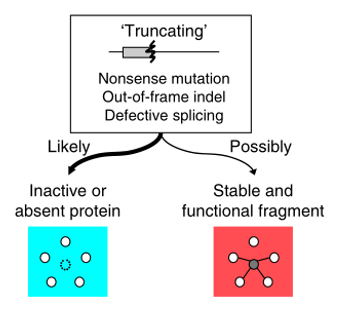 ‘Truncating’
Nonsense mutation
Out-of-frame indel
Defective splicing
Likely
Possibly
Inactive or
absent protein
Stable and
functional fragment